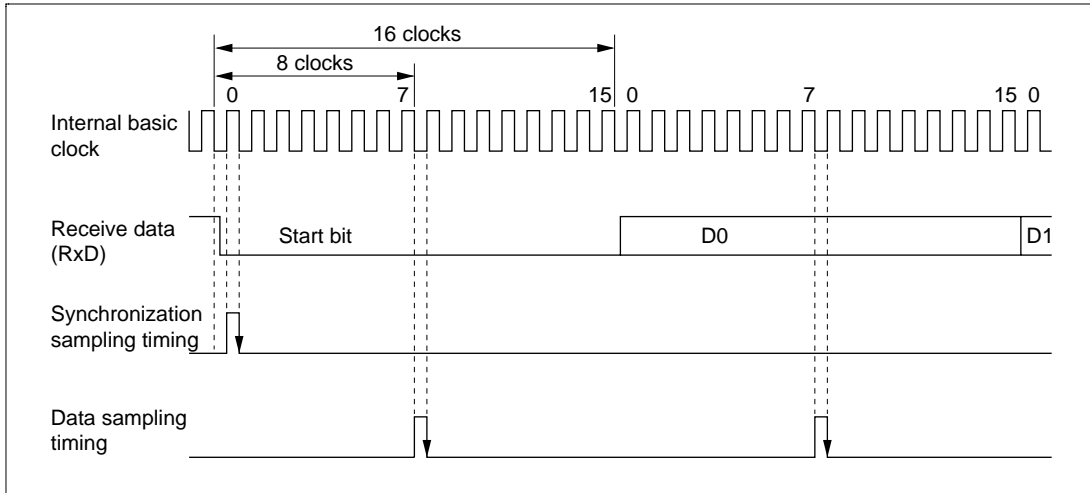 16 clocks
8 clocks
0 7 15 0 7 15 0
Internal basic
clock
Receive data
(RxD)
Start bit D0 D1
Synchronization
sampling timing
Data sampling
timing